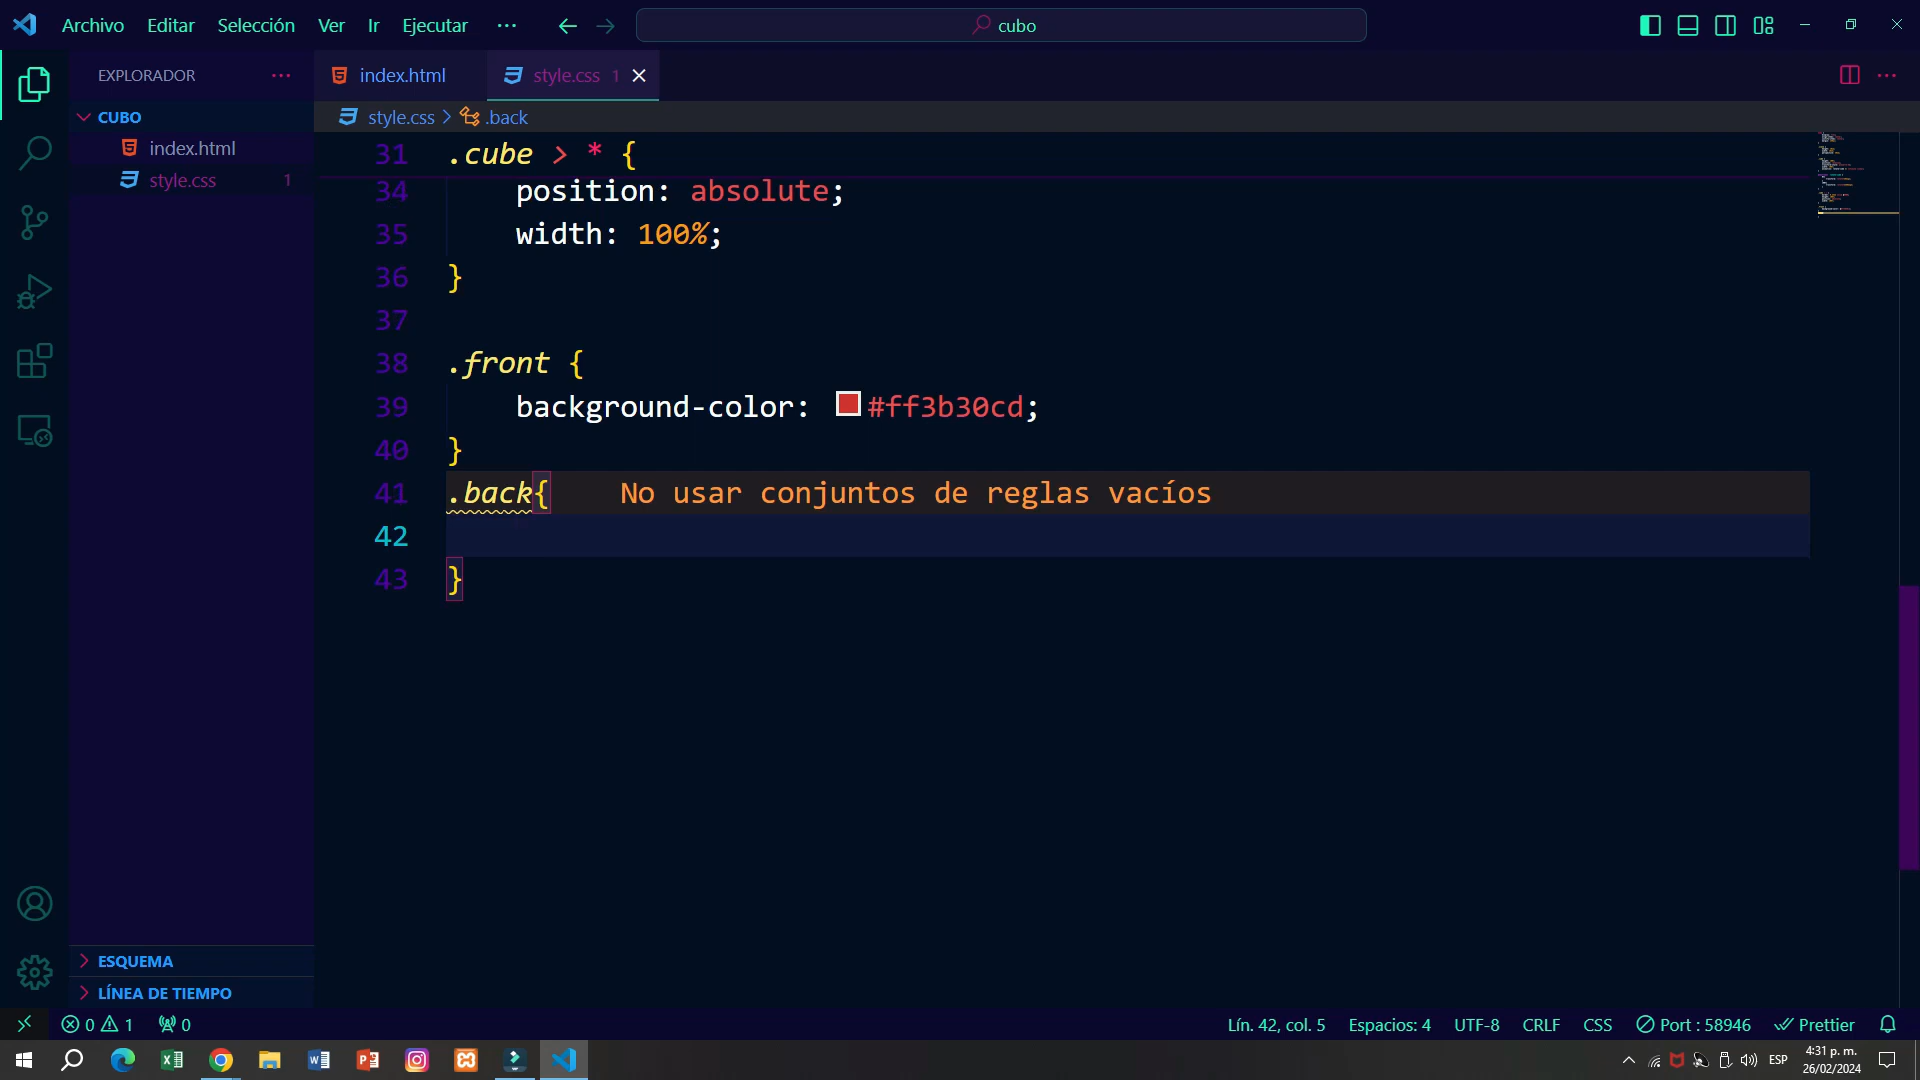 Archivo Editar Selección Ver Ir Ejecutar ··· cubo
EXPLORADOR ···
index.html
style.css 1
CUBO
index.html
style.css 1
style.css > .back
31 .cube > * {
34 position: absolute;
35 width: 100%;
36 }
37
38 .front {
39 background-color: #ff3b30cd;
40 }
41 .back{ No usar conjuntos de reglas vacíos
42
43 }
ESQUEMA
LÍNEA DE TIEMPO
0 1 0 Lín. 42, col. 5 Espacios: 4 UTF-8 CRLF CSS Port : 58946 Prettier
ESP 4:31 p. m.
26/02/2024